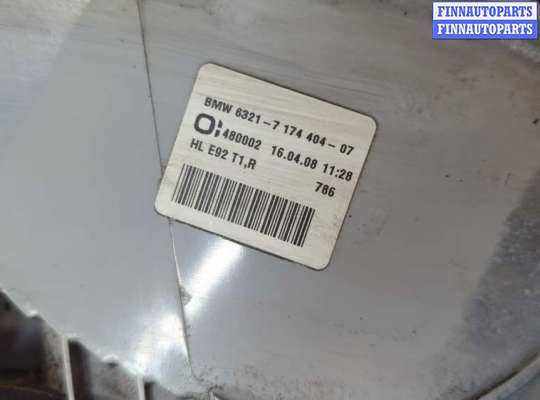 FINNAUTOPARTS
FINNAUTOPARTS
BMW 6321-7 174 404-07
480002 16.04.08 11:28
HL E92 T1,R
786